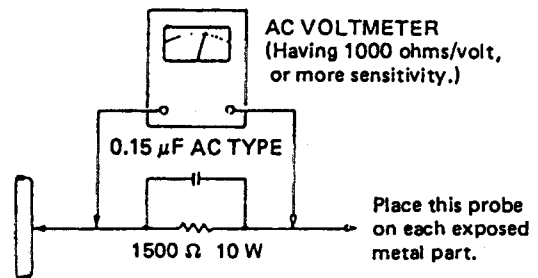 AC VOLTMETER
(Having 1000 ohms/volt,
or more sensitivity.)
0.15 μF AC TYPE
1500 Ω 10 W
Place this probe
on each exposed
metal part.